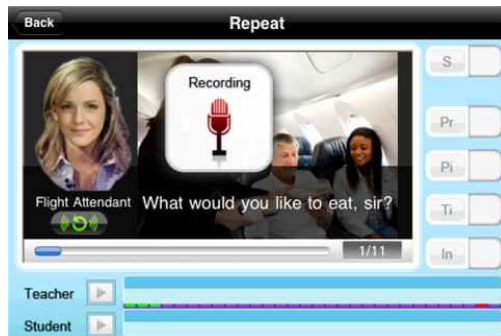 Back
Repeat
Recording
S
Pr
Pi
Ti
In
Flight Attendant
What would you like to eat, sir?
1/11
Teacher
Student